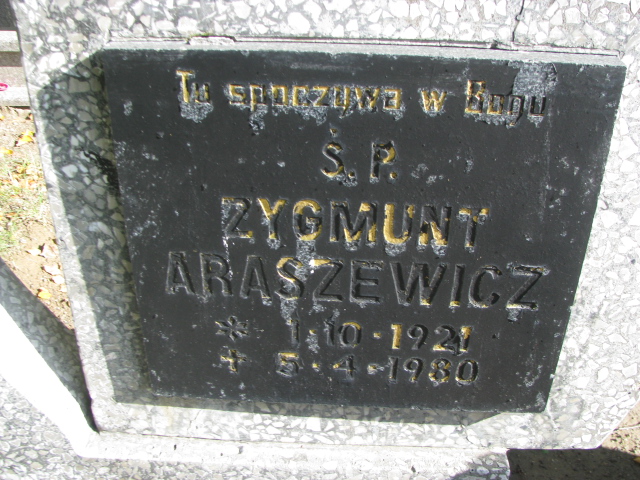 Tu spoczywa w Bogu
Ś. P.
ZYGMUNT
ARASZEWICZ
* 1·10·1921
+ 5·4·1980